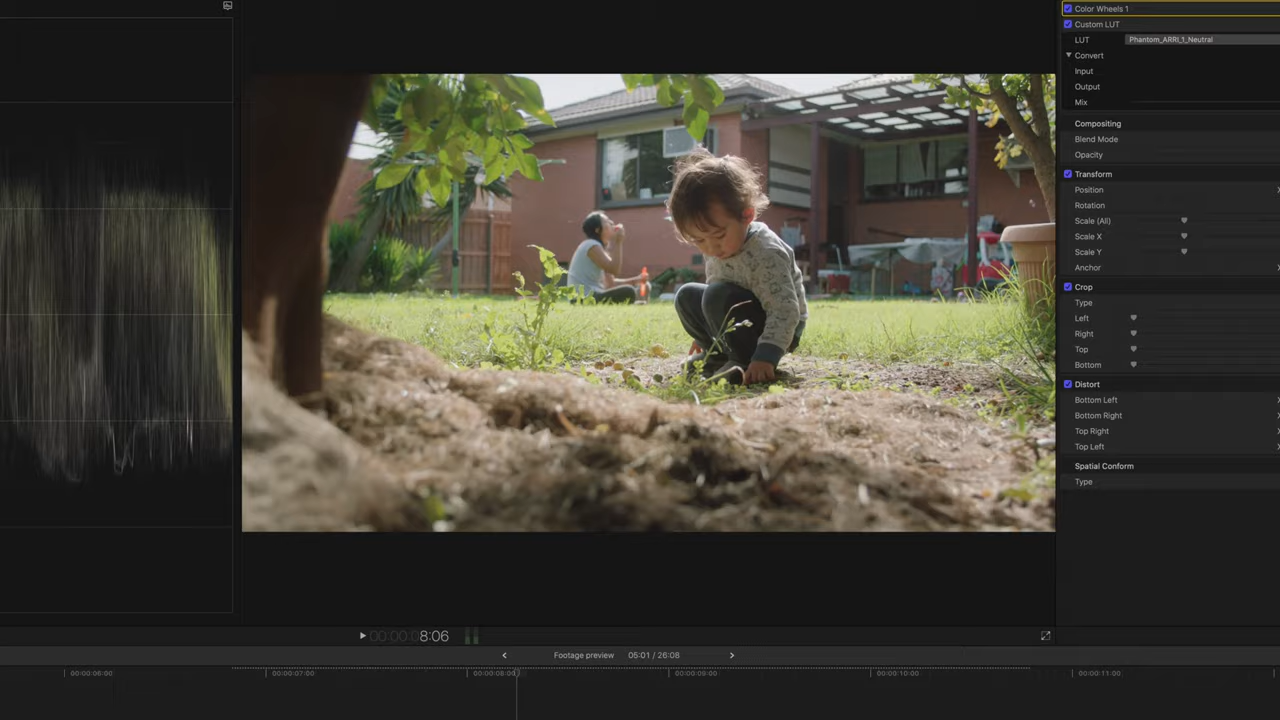 Color Wheels 1
Custom LUT
LUT Phantom_ARRI_1_Neutral
Convert
Input
Output
Mix
Compositing
Blend Mode
Opacity
Transform
Position
Rotation
Scale (All)
Scale X
Scale Y
Anchor
Crop
Type
Left
Right
Top
Bottom
Distort
Bottom Left
Bottom Right
Top Right
Top Left
Spatial Conform
Type
00:00:08:06
Footage preview 05:01 / 26:08
00:00:06:00 00:00:07:00 00:00:08:00 00:00:09:00 00:00:10:00 00:00:11:00